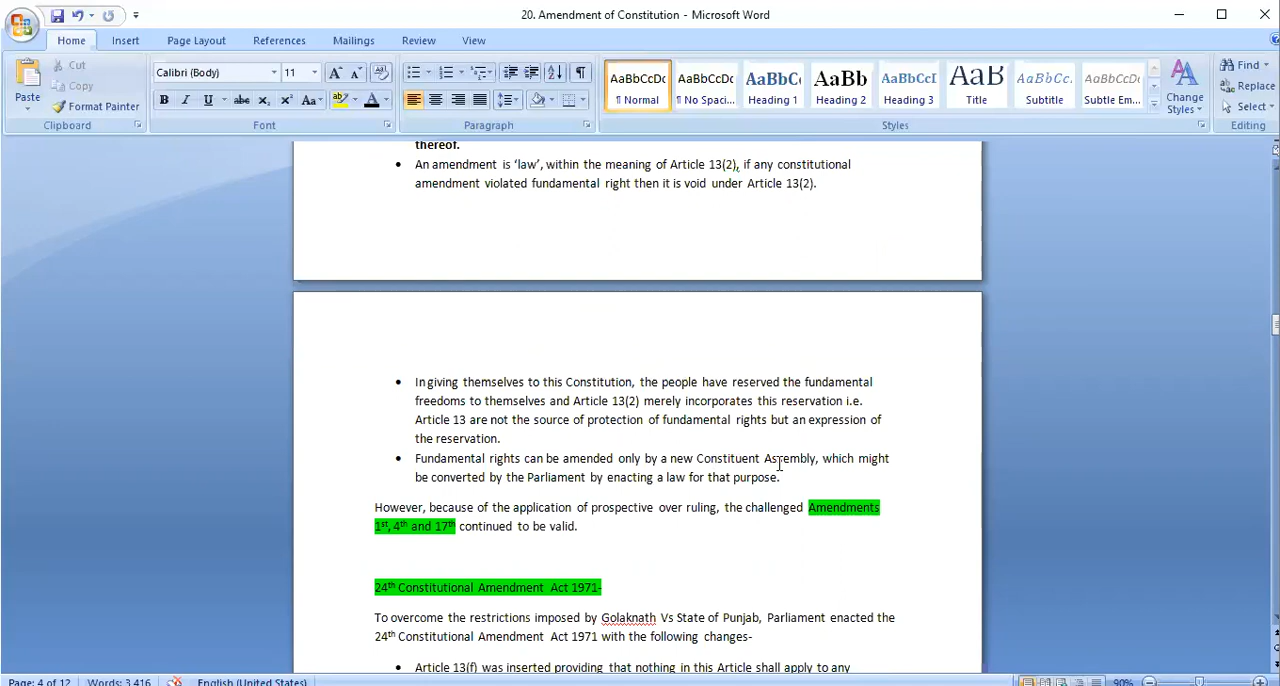 20. Amendment of Constitution - Microsoft Word
Home Insert Page Layout References Mailings Review View
Paste Cut Copy Format Painter
Calibri (Body) 11
AaBbCcDc AaBbCcDc AaBbC AaBb AaBbCcI AaB AaBbCc. AaBbCcDc
¶ Normal ¶ No Spaci... Heading 1 Heading 2 Heading 3 Title Subtitle Subtle Em...
Change Styles
Find Replace Select
Clipboard Font Paragraph Styles Editing
thereof.
• An amendment is ‘law’, within the meaning of Article 13(2), if any constitutional
amendment violated fundamental right then it is void under Article 13(2).
• In giving themselves to this Constitution, the people have reserved the fundamental
freedoms to themselves and Article 13(2) merely incorporates this reservation i.e.
Article 13 are not the source of protection of fundamental rights but an expression of
the reservation.
• Fundamental rights can be amended only by a new Constituent Assembly, which might
be converted by the Parliament by enacting a law for that purpose.
However, because of the application of prospective over ruling, the challenged Amendments
1st, 4th and 17th continued to be valid.
24th Constitutional Amendment Act 1971-
To overcome the restrictions imposed by Golaknath Vs State of Punjab, Parliament enacted the
24th Constitutional Amendment Act 1971 with the following changes-
• Article 13(f) was inserted providing that nothing in this Article shall apply to any
Page: 4 of 12 Words: 3,416 English (United States) 90%